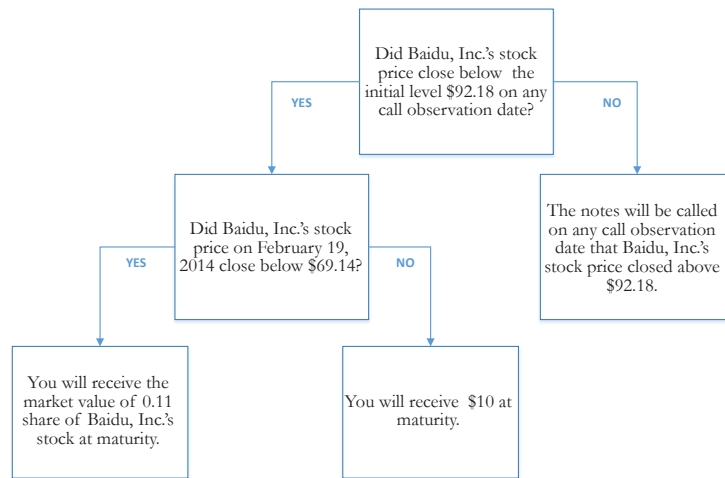 Did Baidu, Inc.'s stock
price close below the
initial level $92.18 on any
call observation date?
YES
NO
Did Baidu, Inc.'s stock
price on February 19,
2014 close below $69.14?
The notes will be called
on any call observation
date that Baidu, Inc.'s
stock price closed above
$92.18.
YES
NO
You will receive the
market value of 0.11
share of Baidu, Inc.'s
stock at maturity.
You will receive $10 at
maturity.